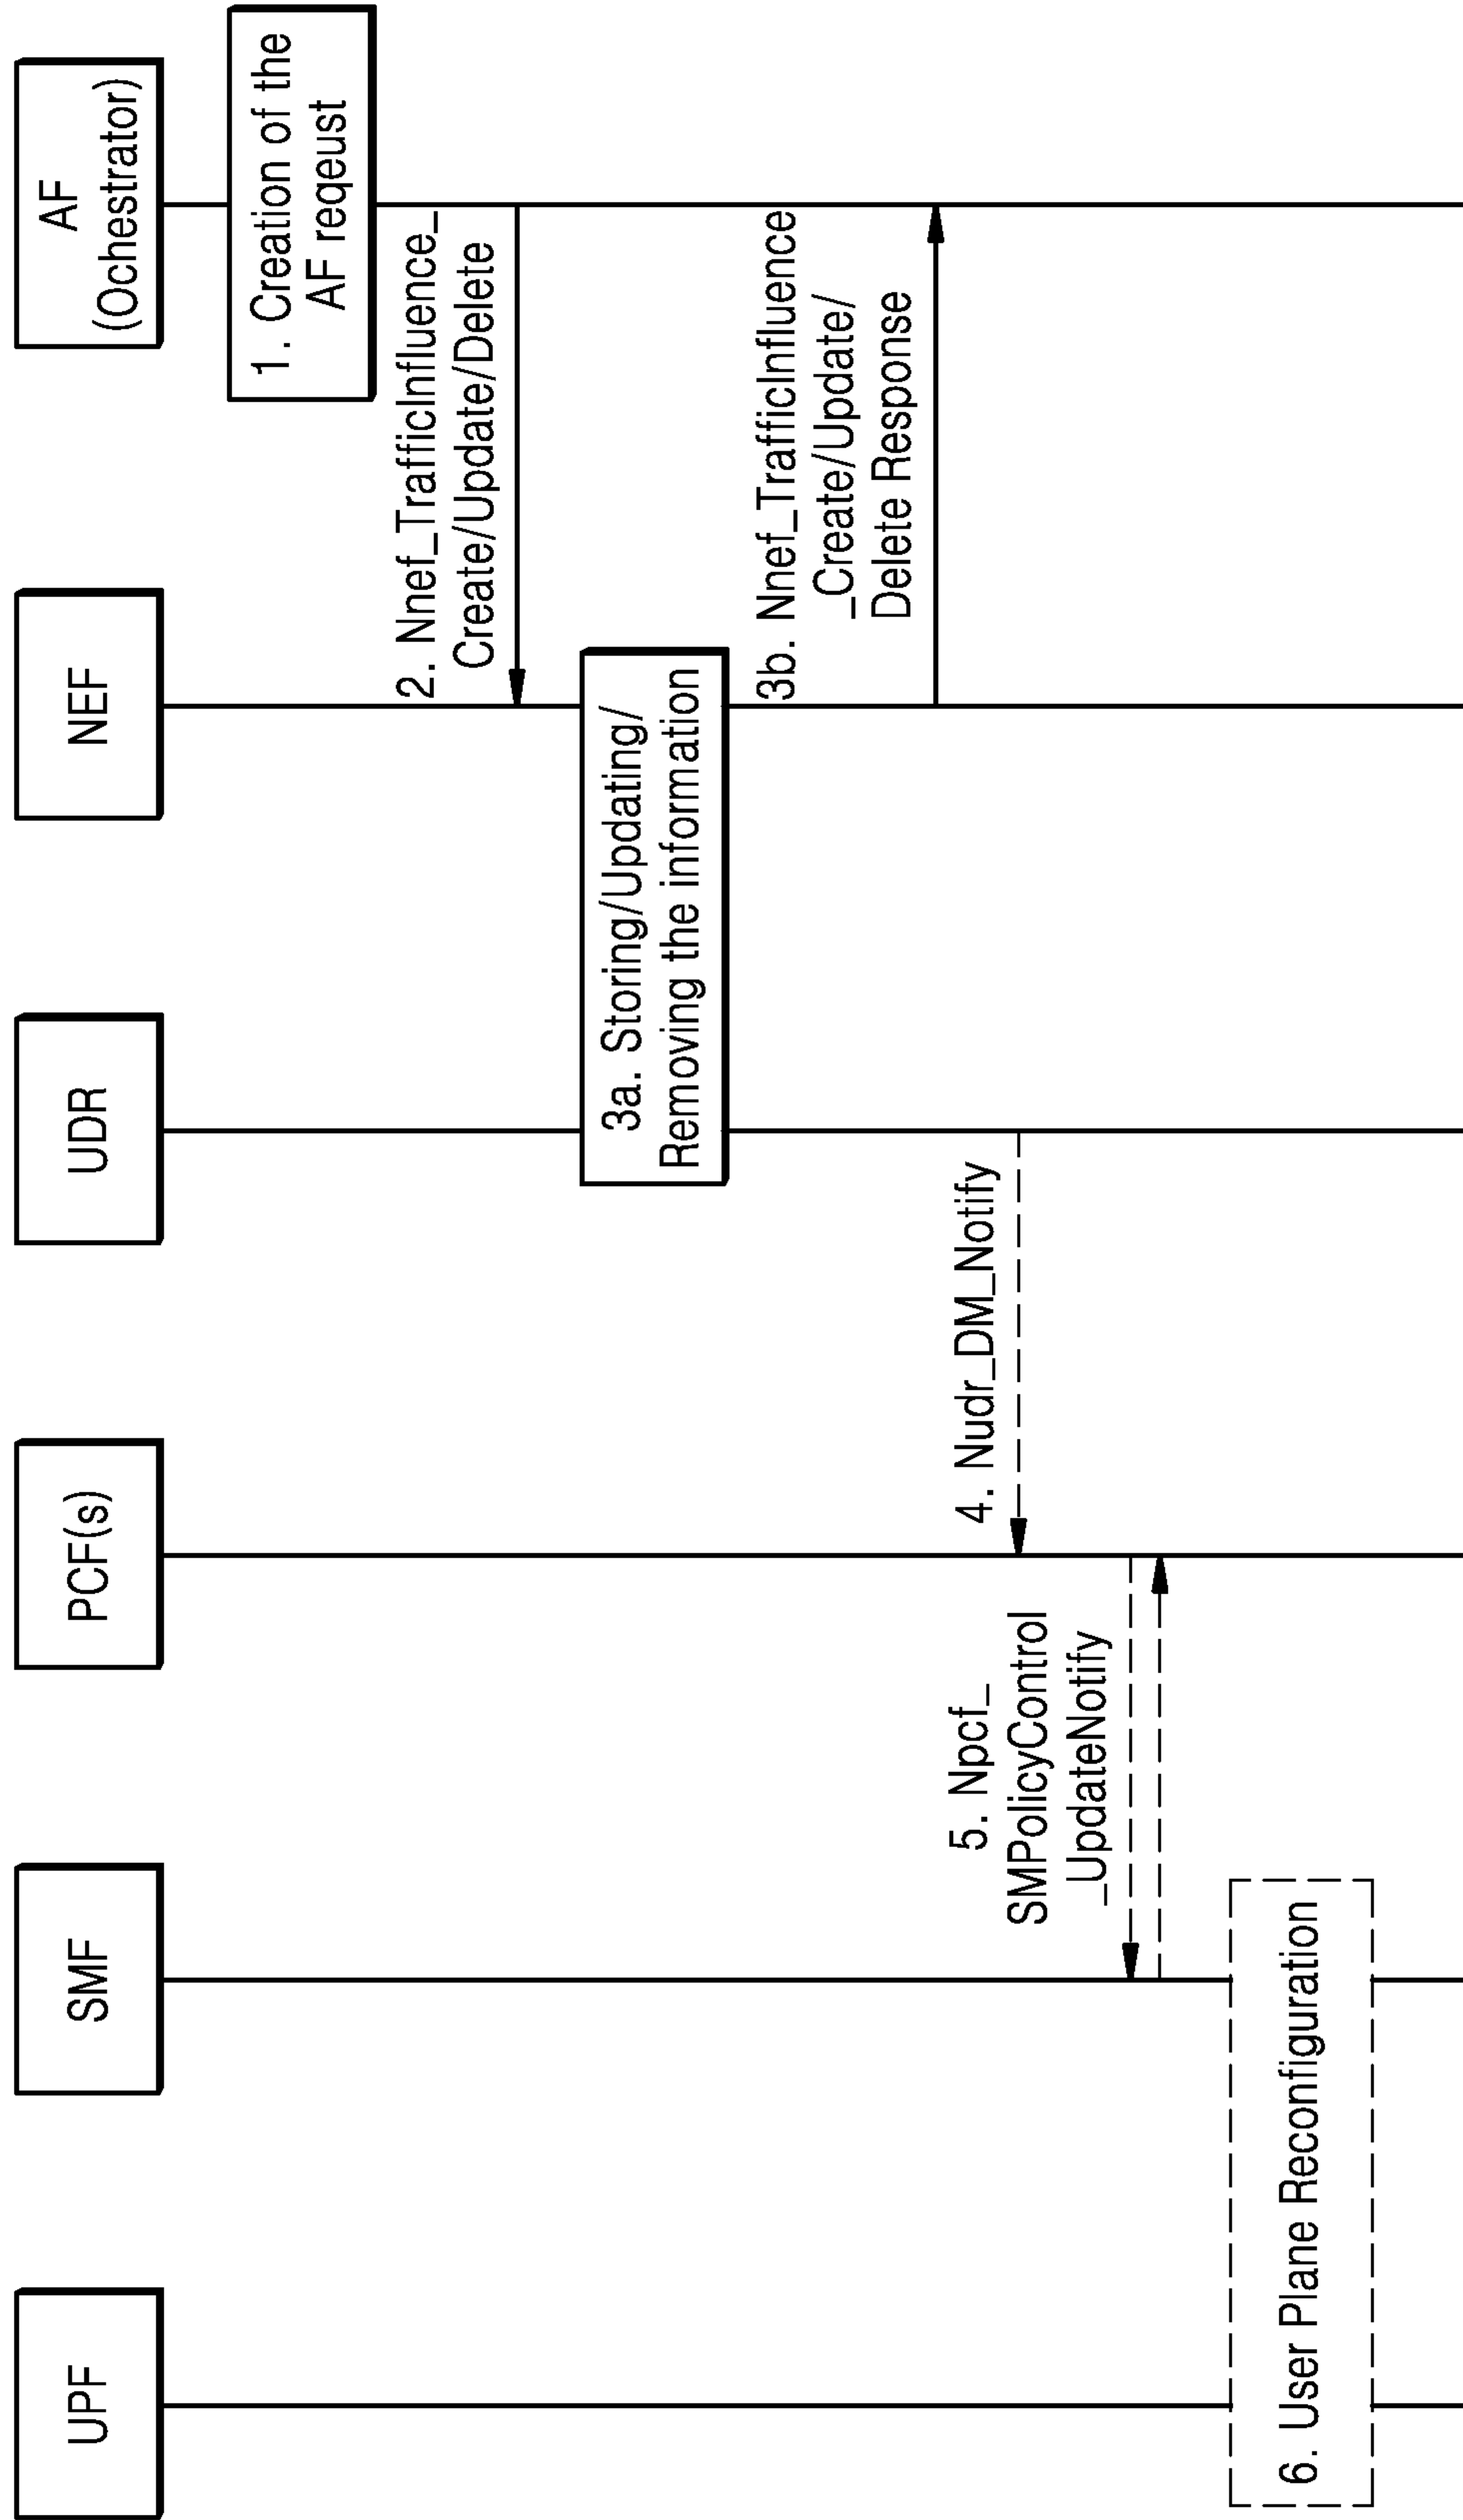 UPF
SMF
PCF(s)
UDR
NEF
AF
(Ochestrator)
1. Creation of the
AF reqeust
2. Nnef_TrafficInfluence_
Create/Update/Delete
3a. Storing/Updating/
Removing the information
3b. Nnef_TrafficInfluence
_Create/Update/
Delete Response
4. Nudr_DM_Notify
5. Npcf_
SMPolicyControl
_UpdateNotify
6. User Plane Reconfiguration